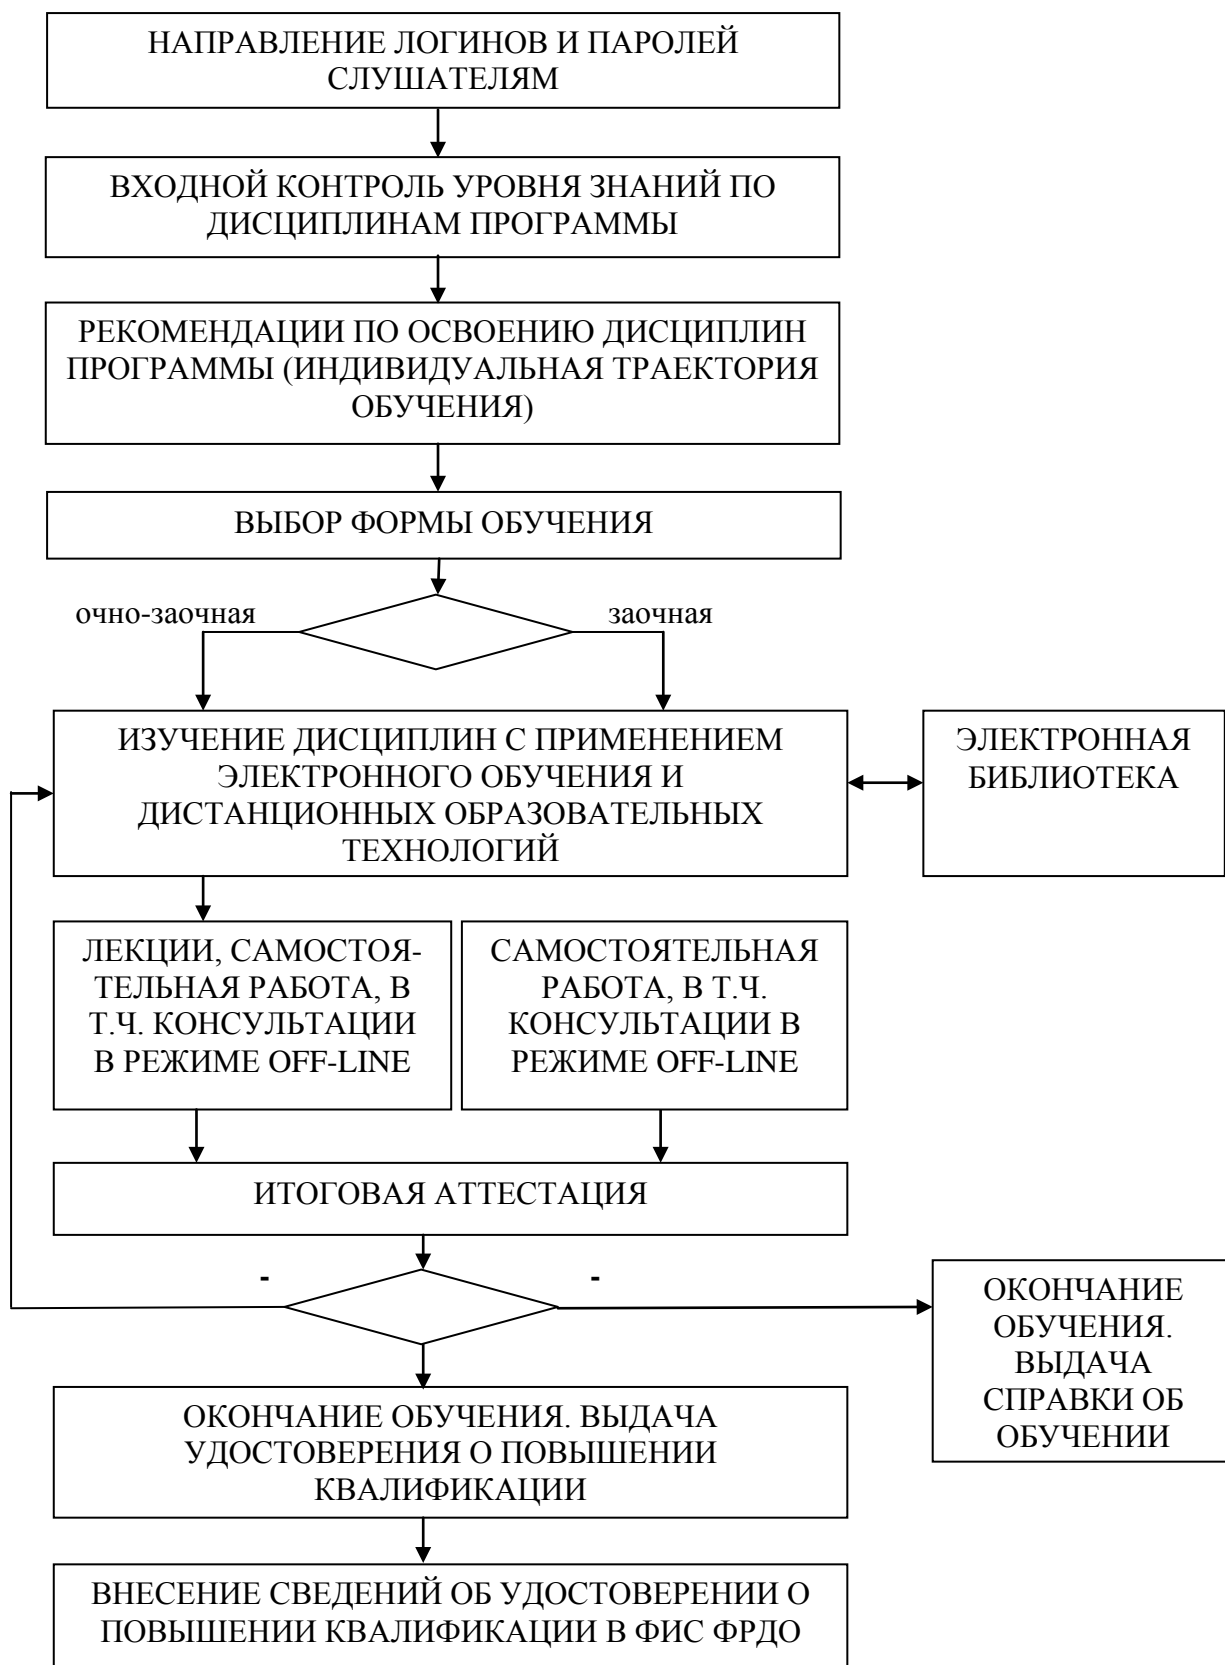 НАПРАВЛЕНИЕ ЛОГИНОВ И ПАРОЛЕЙ
СЛУШАТЕЛЯМ
ВХОДНОЙ КОНТРОЛЬ УРОВНЯ ЗНАНИЙ ПО
ДИСЦИПЛИНАМ ПРОГРАММЫ
РЕКОМЕНДАЦИИ ПО ОСВОЕНИЮ ДИСЦИПЛИН
ПРОГРАММЫ (ИНДИВИДУАЛЬНАЯ ТРАЕКТОРИЯ
ОБУЧЕНИЯ)
ВЫБОР ФОРМЫ ОБУЧЕНИЯ
очно-заочная
заочная
ИЗУЧЕНИЕ ДИСЦИПЛИН С ПРИМЕНЕНИЕМ
ЭЛЕКТРОННОГО ОБУЧЕНИЯ И
ДИСТАНЦИОННЫХ ОБРАЗОВАТЕЛЬНЫХ
ТЕХНОЛОГИЙ
ЭЛЕКТРОННАЯ
БИБЛИОТЕКА
ЛЕКЦИИ, САМОСТОЯ-
ТЕЛЬНАЯ РАБОТА, В
Т.Ч. КОНСУЛЬТАЦИИ
В РЕЖИМЕ OFF-LINE
САМОСТОЯТЕЛЬНАЯ
РАБОТА, В Т.Ч.
КОНСУЛЬТАЦИИ В
РЕЖИМЕ OFF-LINE
ИТОГОВАЯ АТТЕСТАЦИЯ
-
-
ОКОНЧАНИЕ
ОБУЧЕНИЯ.
ВЫДАЧА
СПРАВКИ ОБ
ОБУЧЕНИИ
ОКОНЧАНИЕ ОБУЧЕНИЯ. ВЫДАЧА
УДОСТОВЕРЕНИЯ О ПОВЫШЕНИИ
КВАЛИФИКАЦИИ
ВНЕСЕНИЕ СВЕДЕНИЙ ОБ УДОСТОВЕРЕНИИ О
ПОВЫШЕНИИ КВАЛИФИКАЦИИ В ФИС ФРДО